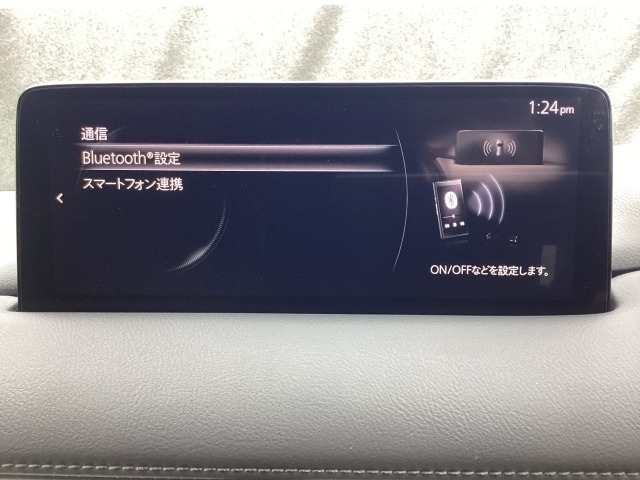 1:24pm
通信
Bluetooth®設定
スマートフォン連携
ON/OFFなどを設定します。